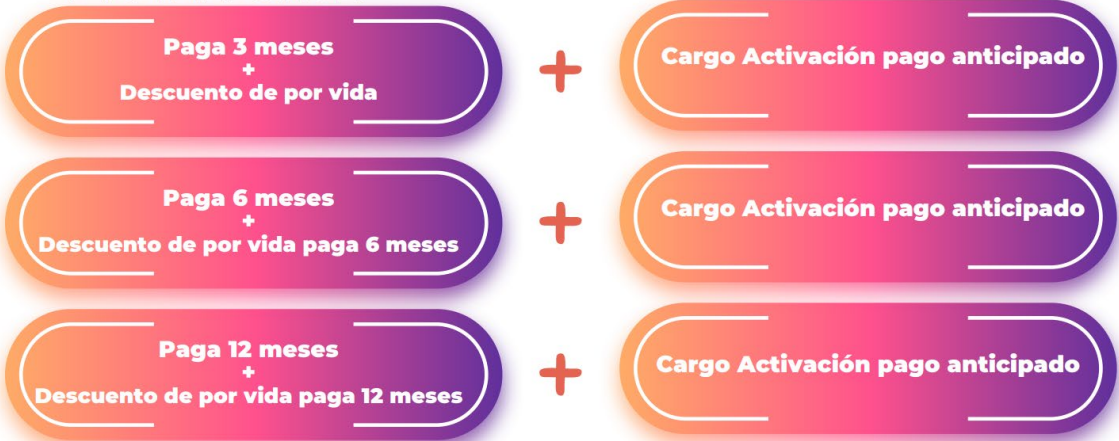 Paga 3 meses
+
Descuento de por vida
+
Cargo Activación pago anticipado
Paga 6 meses
+
Descuento de por vida paga 6 meses
+
Cargo Activación pago anticipado
Paga 12 meses
+
Descuento de por vida paga 12 meses
+
Cargo Activación pago anticipado